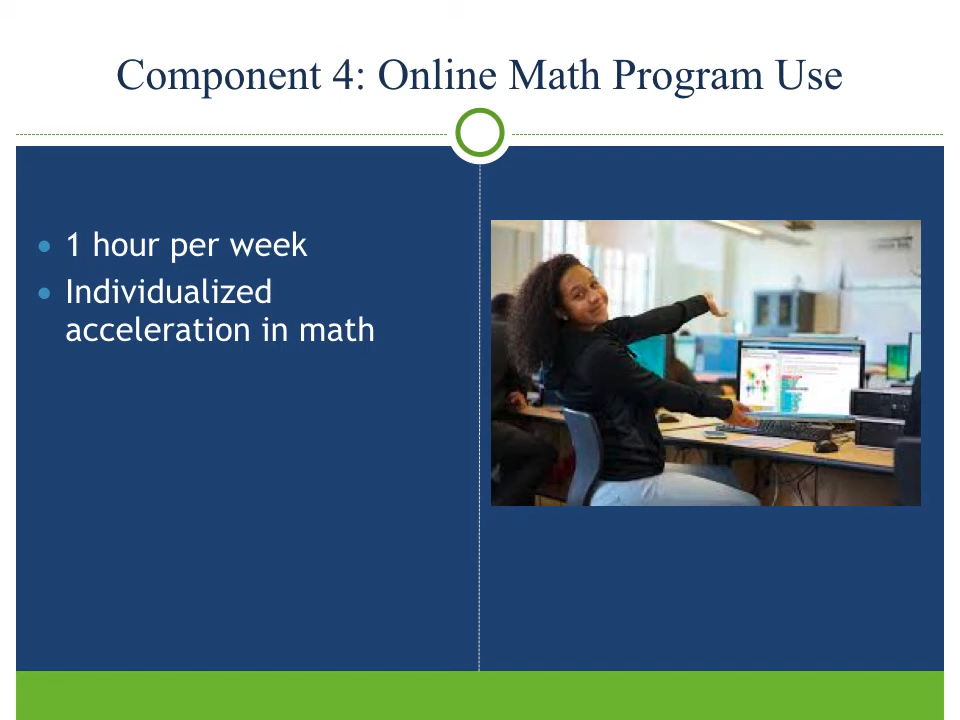 Component 4: Online Math Program Use
• 1 hour per week
• Individualized
acceleration in math